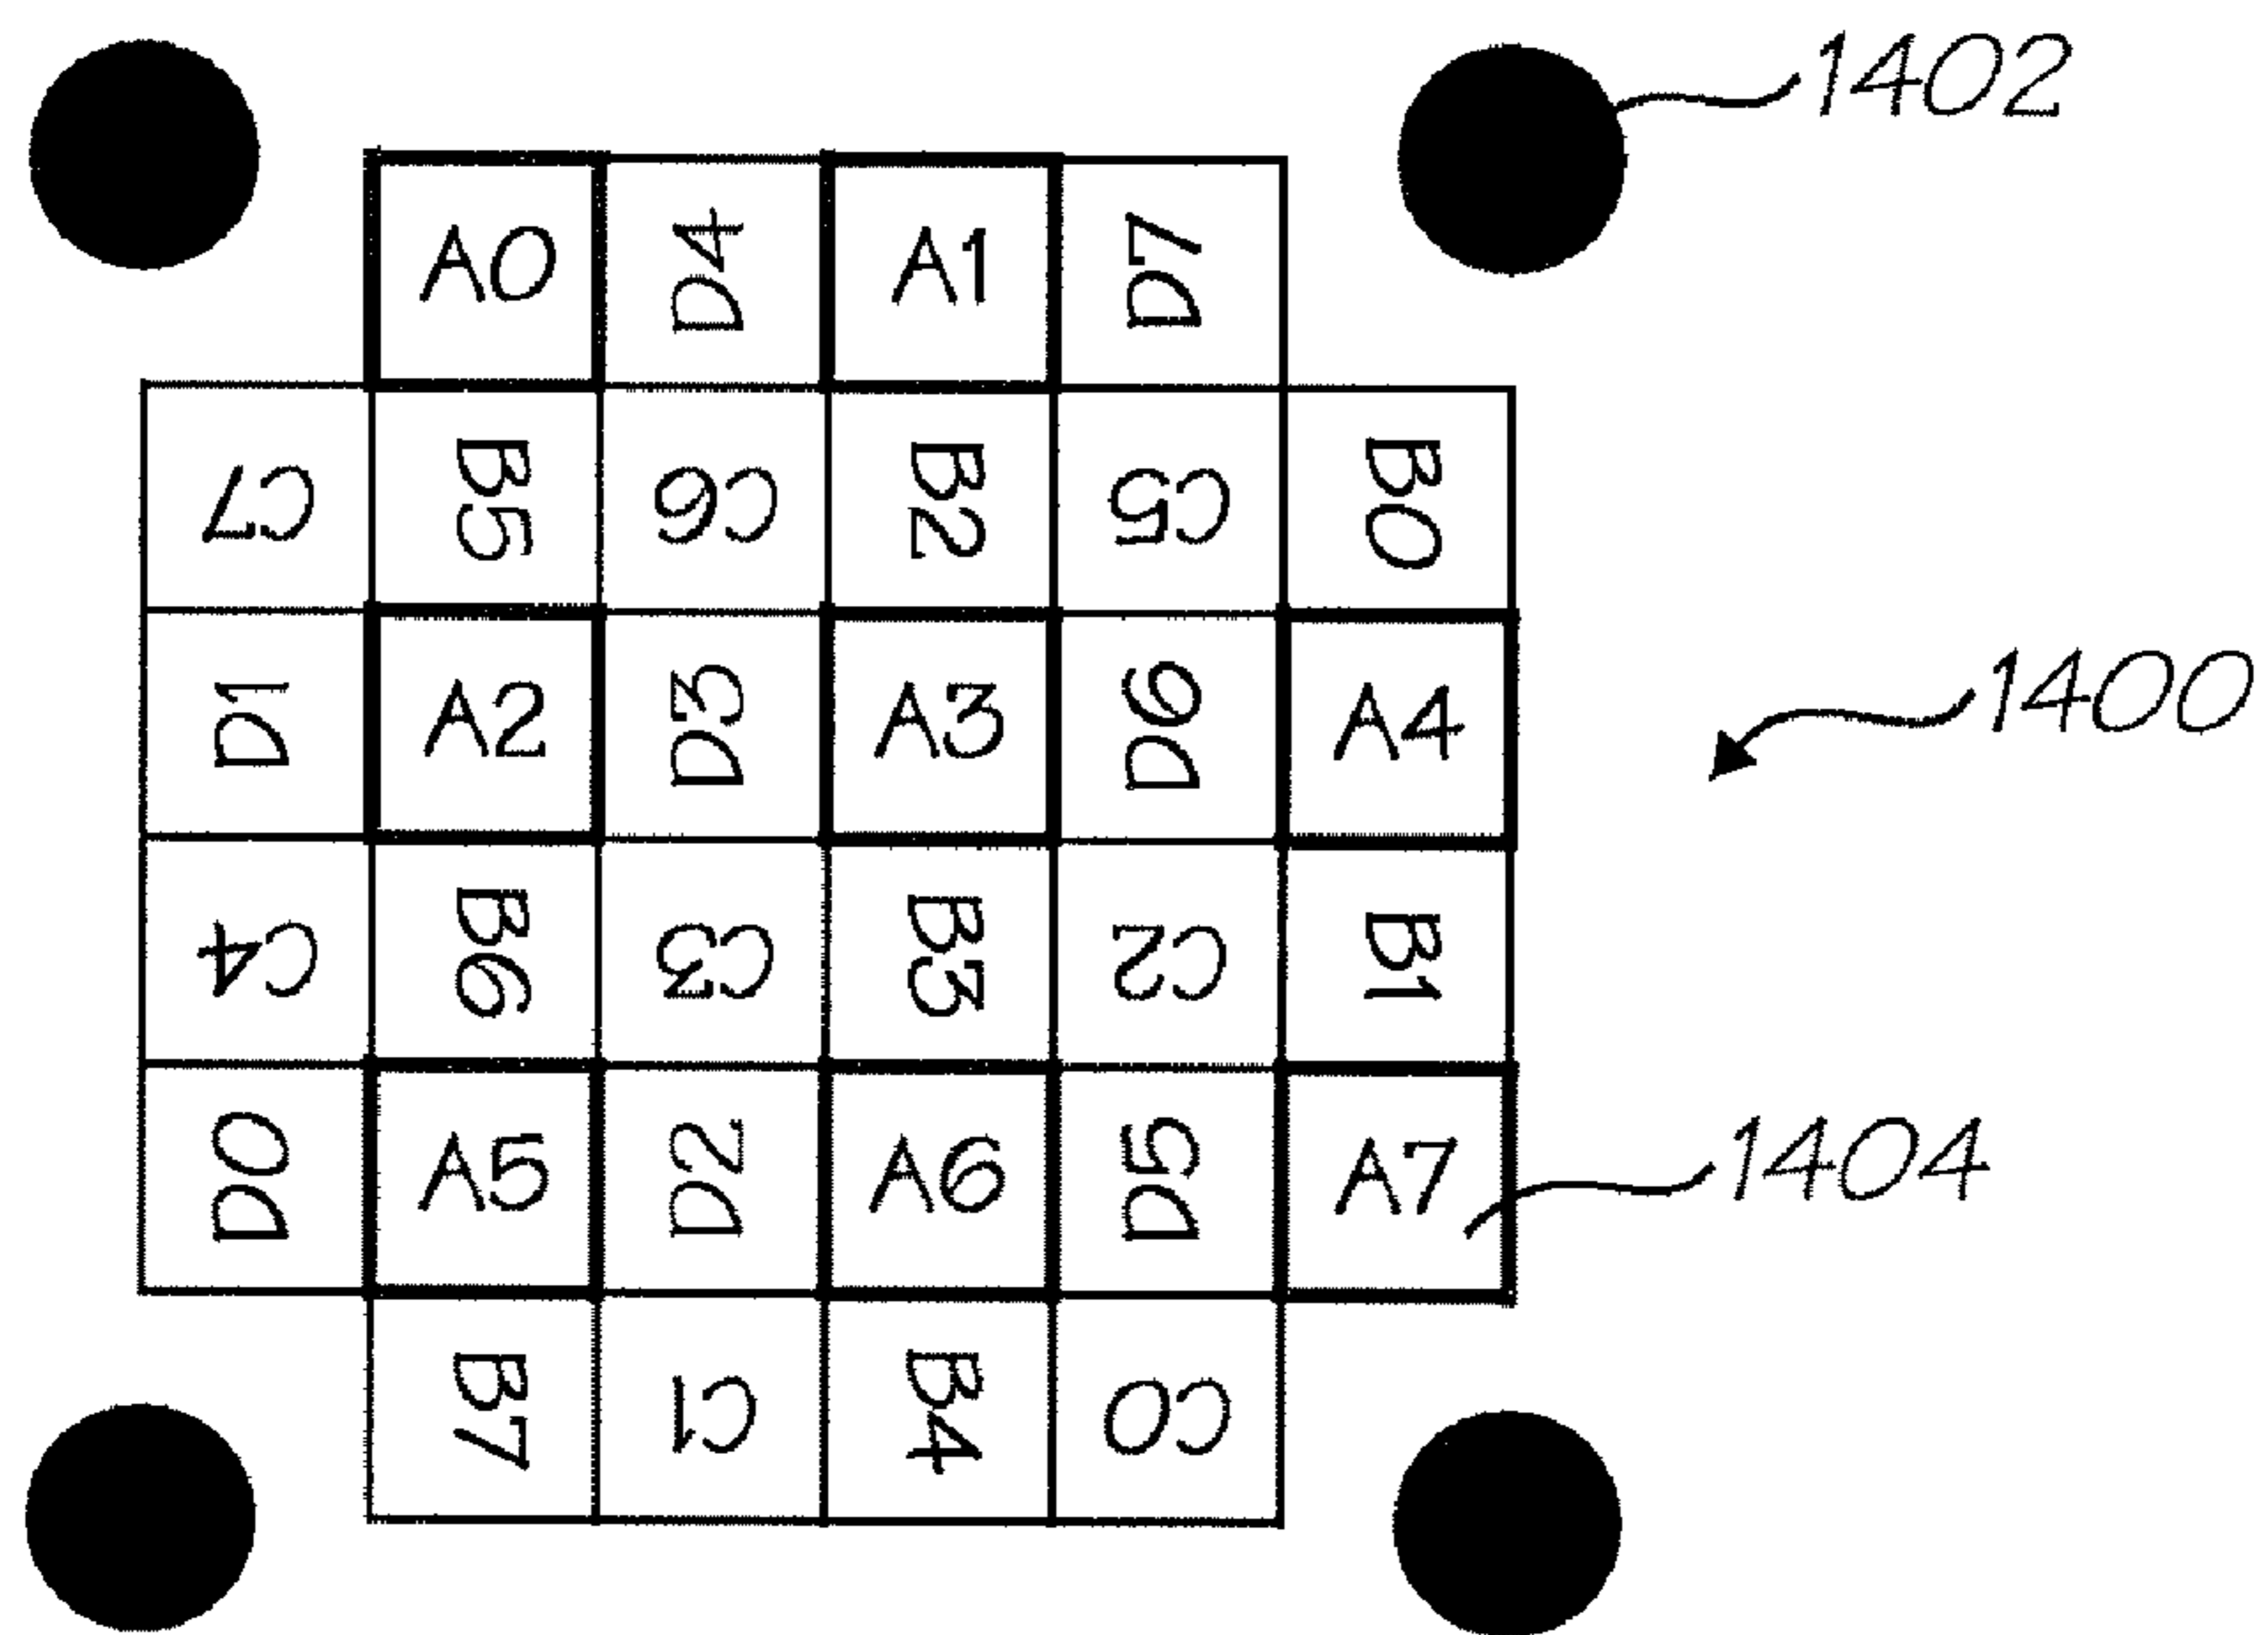 1402
A0 D4 A1 D7
C7 B5 C6 B2 C5 B0
D1 A2 D3 A3 D6 A4
1400
C4 B6 C3 B3 C2 B1
D0 A5 D2 A6 D5 A7
1404
B7 C1 B4 C0